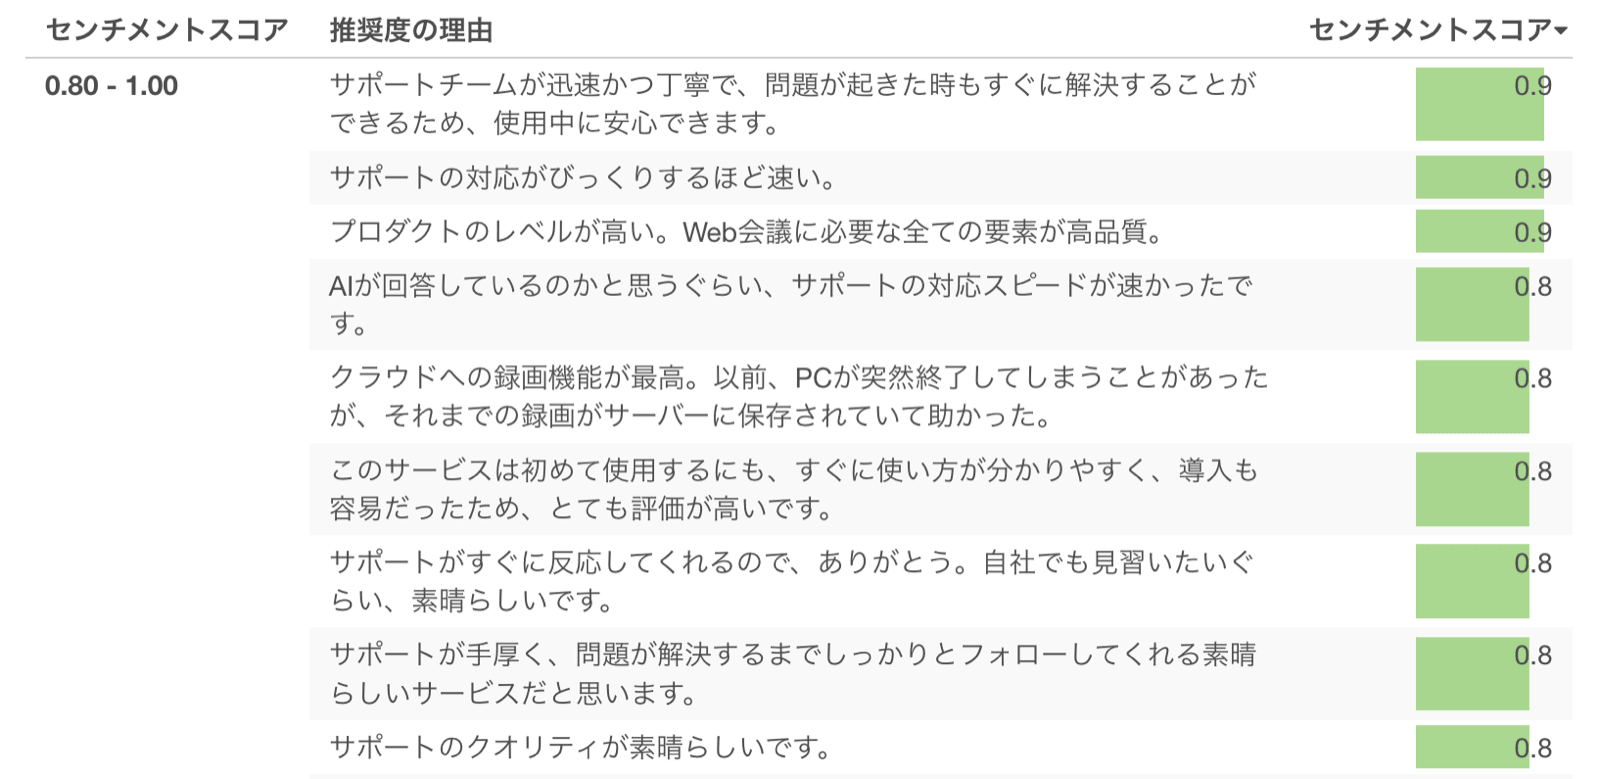 センチメントスコア 推奨度の理由 センチメントスコア▼
0.80 - 1.00 サポートチームが迅速かつ丁寧で、問題が起きた時もすぐに解決することが 0.9
できるため、使用中に安心できます。
サポートの対応がびっくりするほど速い。 0.9
プロダクトのレベルが高い。Web会議に必要な全ての要素が高品質。 0.9
AIが回答しているのかと思うぐらい、サポートの対応スピードが速かったで 0.8
す。
クラウドへの録画機能が最高。以前、PCが突然終了してしまうことがあった 0.8
が、それまでの録画がサーバーに保存されていて助かった。
このサービスは初めて使用するにも、すぐに使い方が分かりやすく、導入も 0.8
容易だったため、とても評価が高いです。
サポートがすぐに反応してくれるので、ありがとう。自社でも見習いたいぐ 0.8
らい、素晴らしいです。
サポートが手厚く、問題が解決するまでしっかりとフォローしてくれる素晴 0.8
らしいサービスだと思います。
サポートのクオリティが素晴らしいです。 0.8